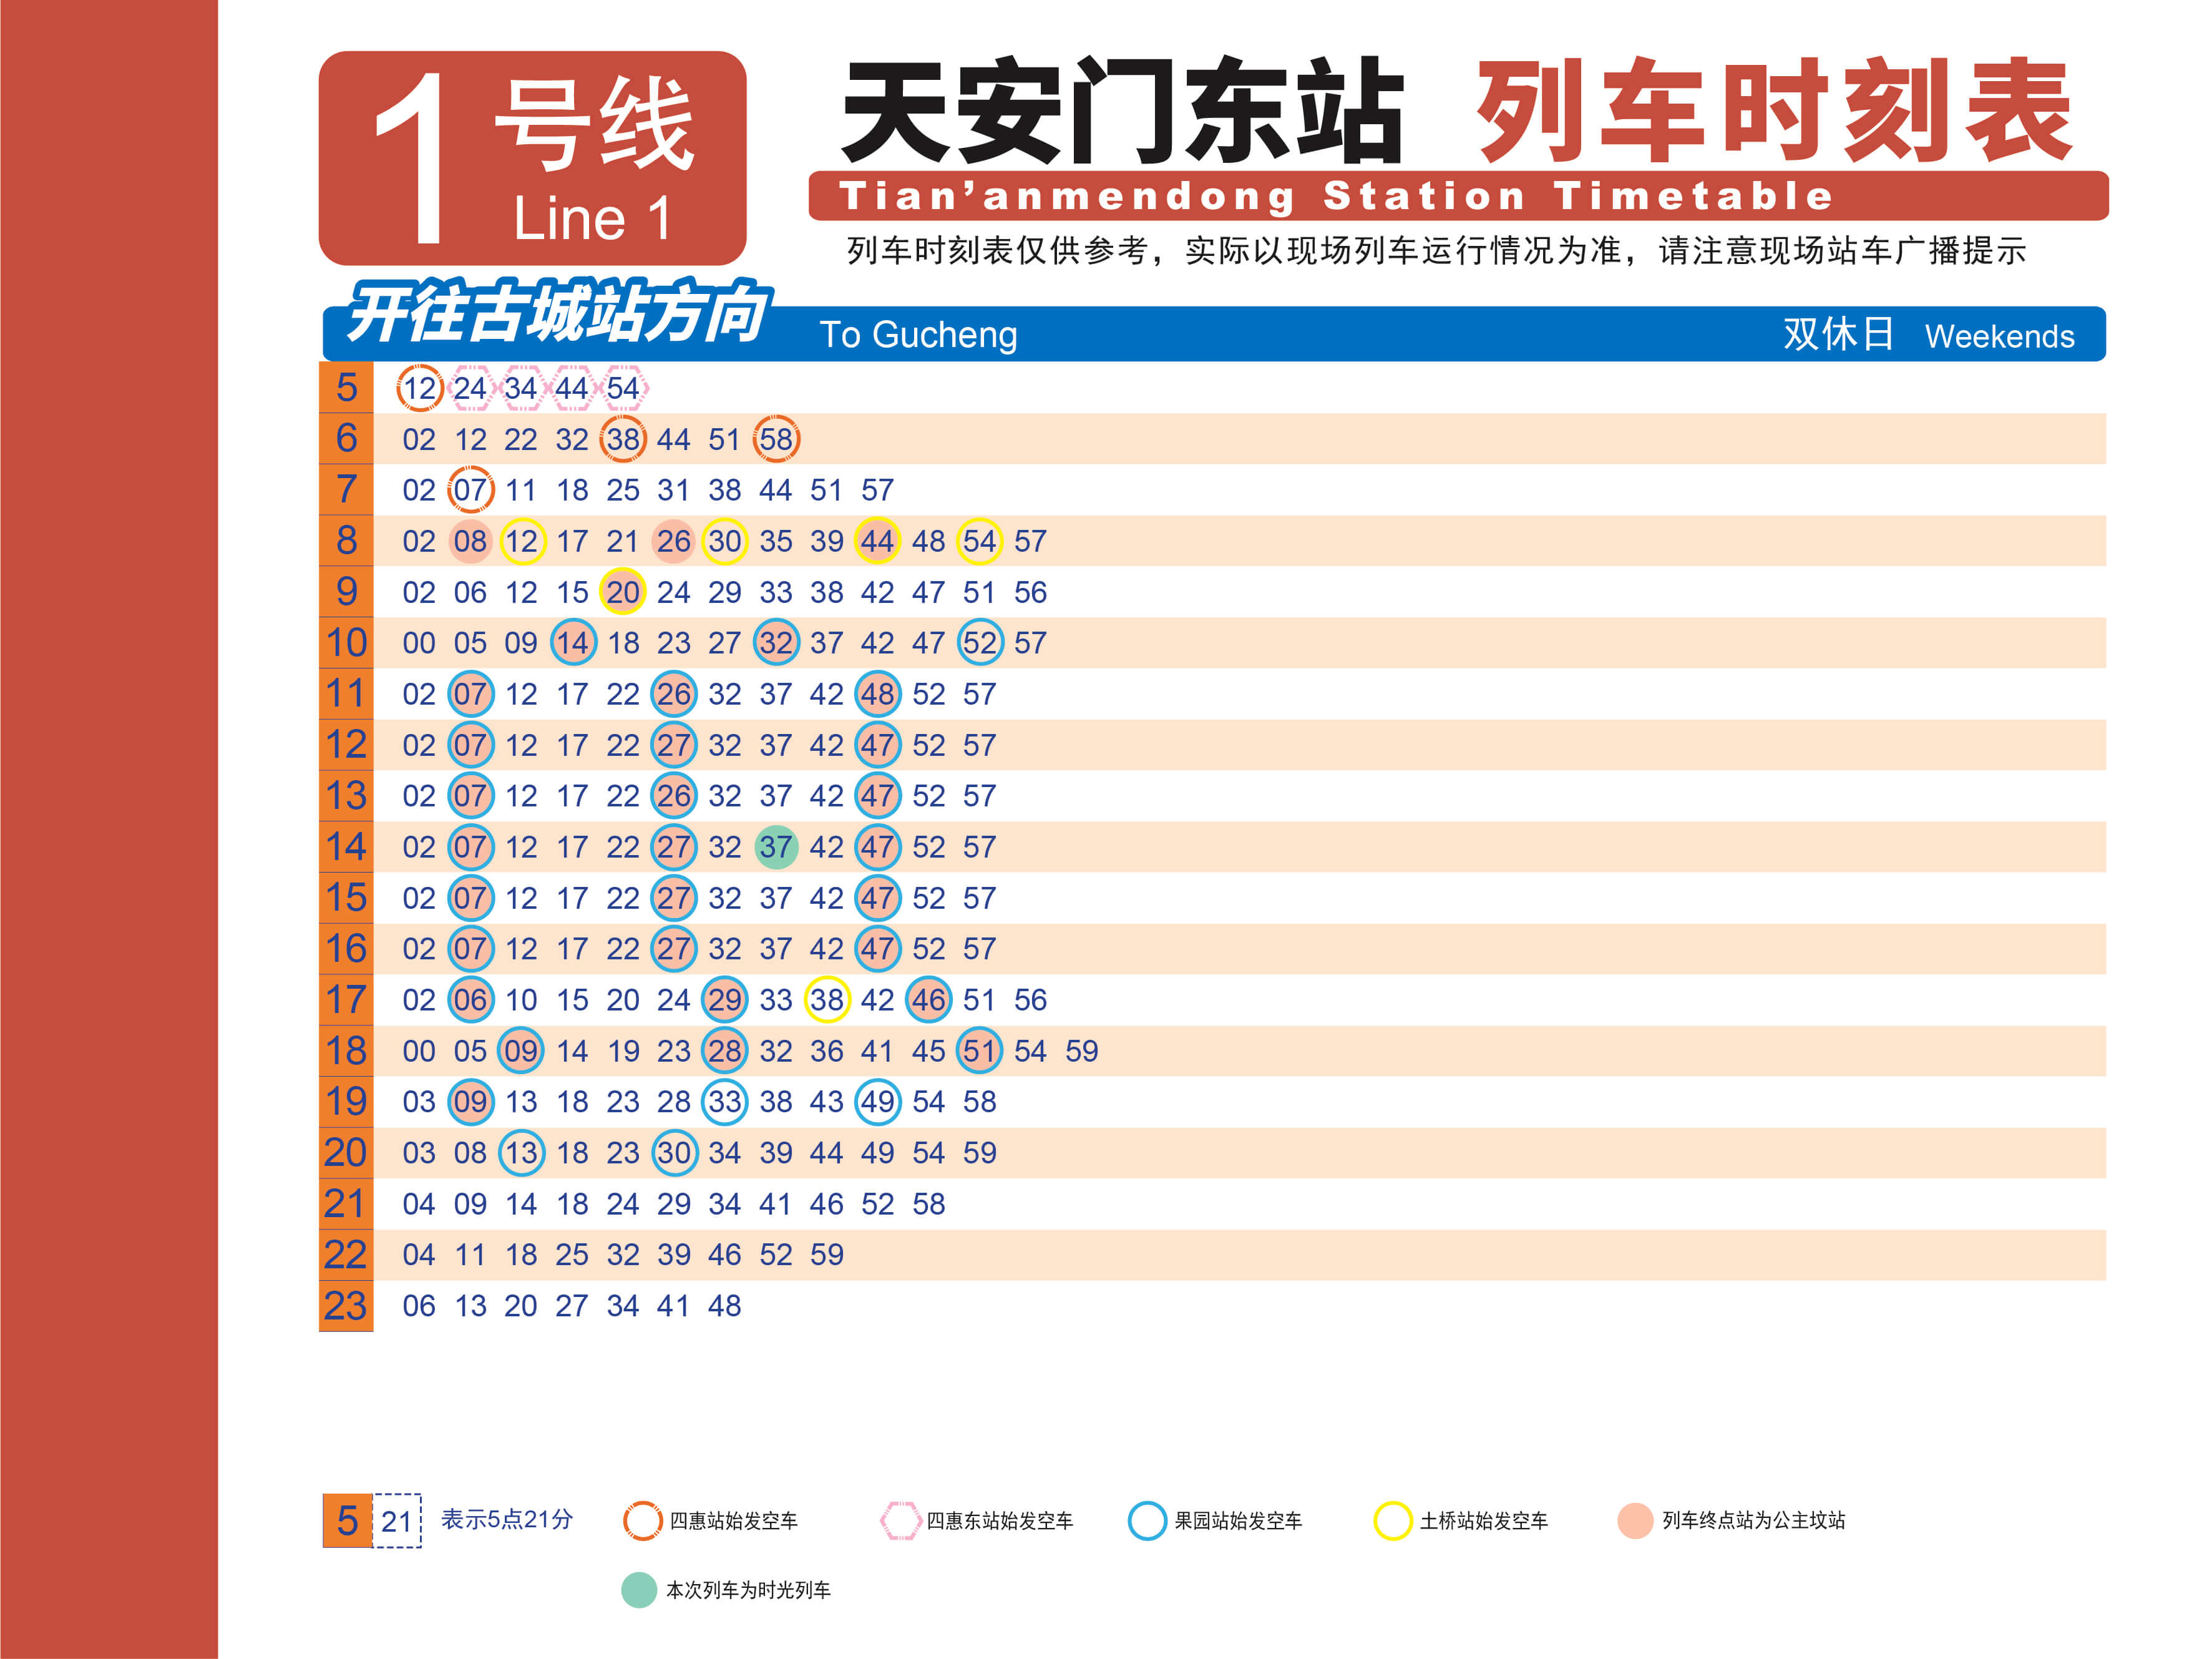 1号线
Line 1
天安门东站 列车时刻表
Tian’anmendong Station Timetable
列车时刻表仅供参考，实际以现场列车运行情况为准，请注意现场站车广播提示
开往古城站方向 To Gucheng 双休日 Weekends
5 12 24 34 44 54
6 02 12 22 32 38 44 51 58
7 02 07 11 18 25 31 38 44 51 57
8 02 08 12 17 21 26 30 35 39 44 48 54 57
9 02 06 12 15 20 24 29 33 38 42 47 51 56
10 00 05 09 14 18 23 27 32 37 42 47 52 57
11 02 07 12 17 22 26 32 37 42 48 52 57
12 02 07 12 17 22 27 32 37 42 47 52 57
13 02 07 12 17 22 26 32 37 42 47 52 57
14 02 07 12 17 22 27 32 37 42 47 52 57
15 02 07 12 17 22 27 32 37 42 47 52 57
16 02 07 12 17 22 27 32 37 42 47 52 57
17 02 06 10 15 20 24 29 33 38 42 46 51 56
18 00 05 09 14 19 23 28 32 36 41 45 51 54 59
19 03 09 13 18 23 28 33 38 43 49 54 58
20 03 08 13 18 23 30 34 39 44 49 54 59
21 04 09 14 18 24 29 34 41 46 52 58
22 04 11 18 25 32 39 46 52 59
23 06 13 20 27 34 41 48
5 21 表示5点21分 四惠站始发空车 四惠东站始发空车 果园站始发空车 土桥站始发空车 列车终点站为公主坟站
本次列车为时光列车